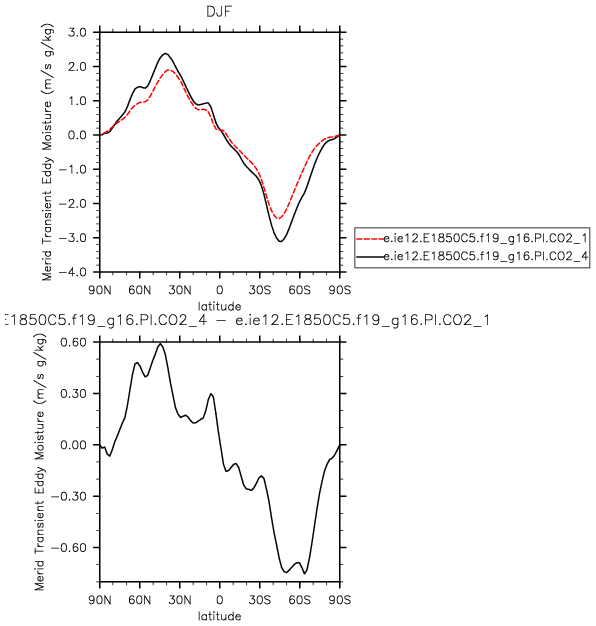 DJF
Merid Transient Eddy Moisture (m/s g/kg)
3.0
2.0
1.0
0.0
−1.0
−2.0
−3.0
−4.0
90N 60N 30N 0 30S 60S 90S
latitude
e.ie12.E1850C5.f19_g16.PI.CO2_1
e.ie12.E1850C5.f19_g16.PI.CO2_4
E1850C5.f19_g16.PI.CO2_4 − e.ie12.E1850C5.f19_g16.PI.CO2_1
Merid Transient Eddy Moisture (m/s g/kg)
0.60
0.30
0.00
−0.30
−0.60
90N 60N 30N 0 30S 60S 90S
latitude